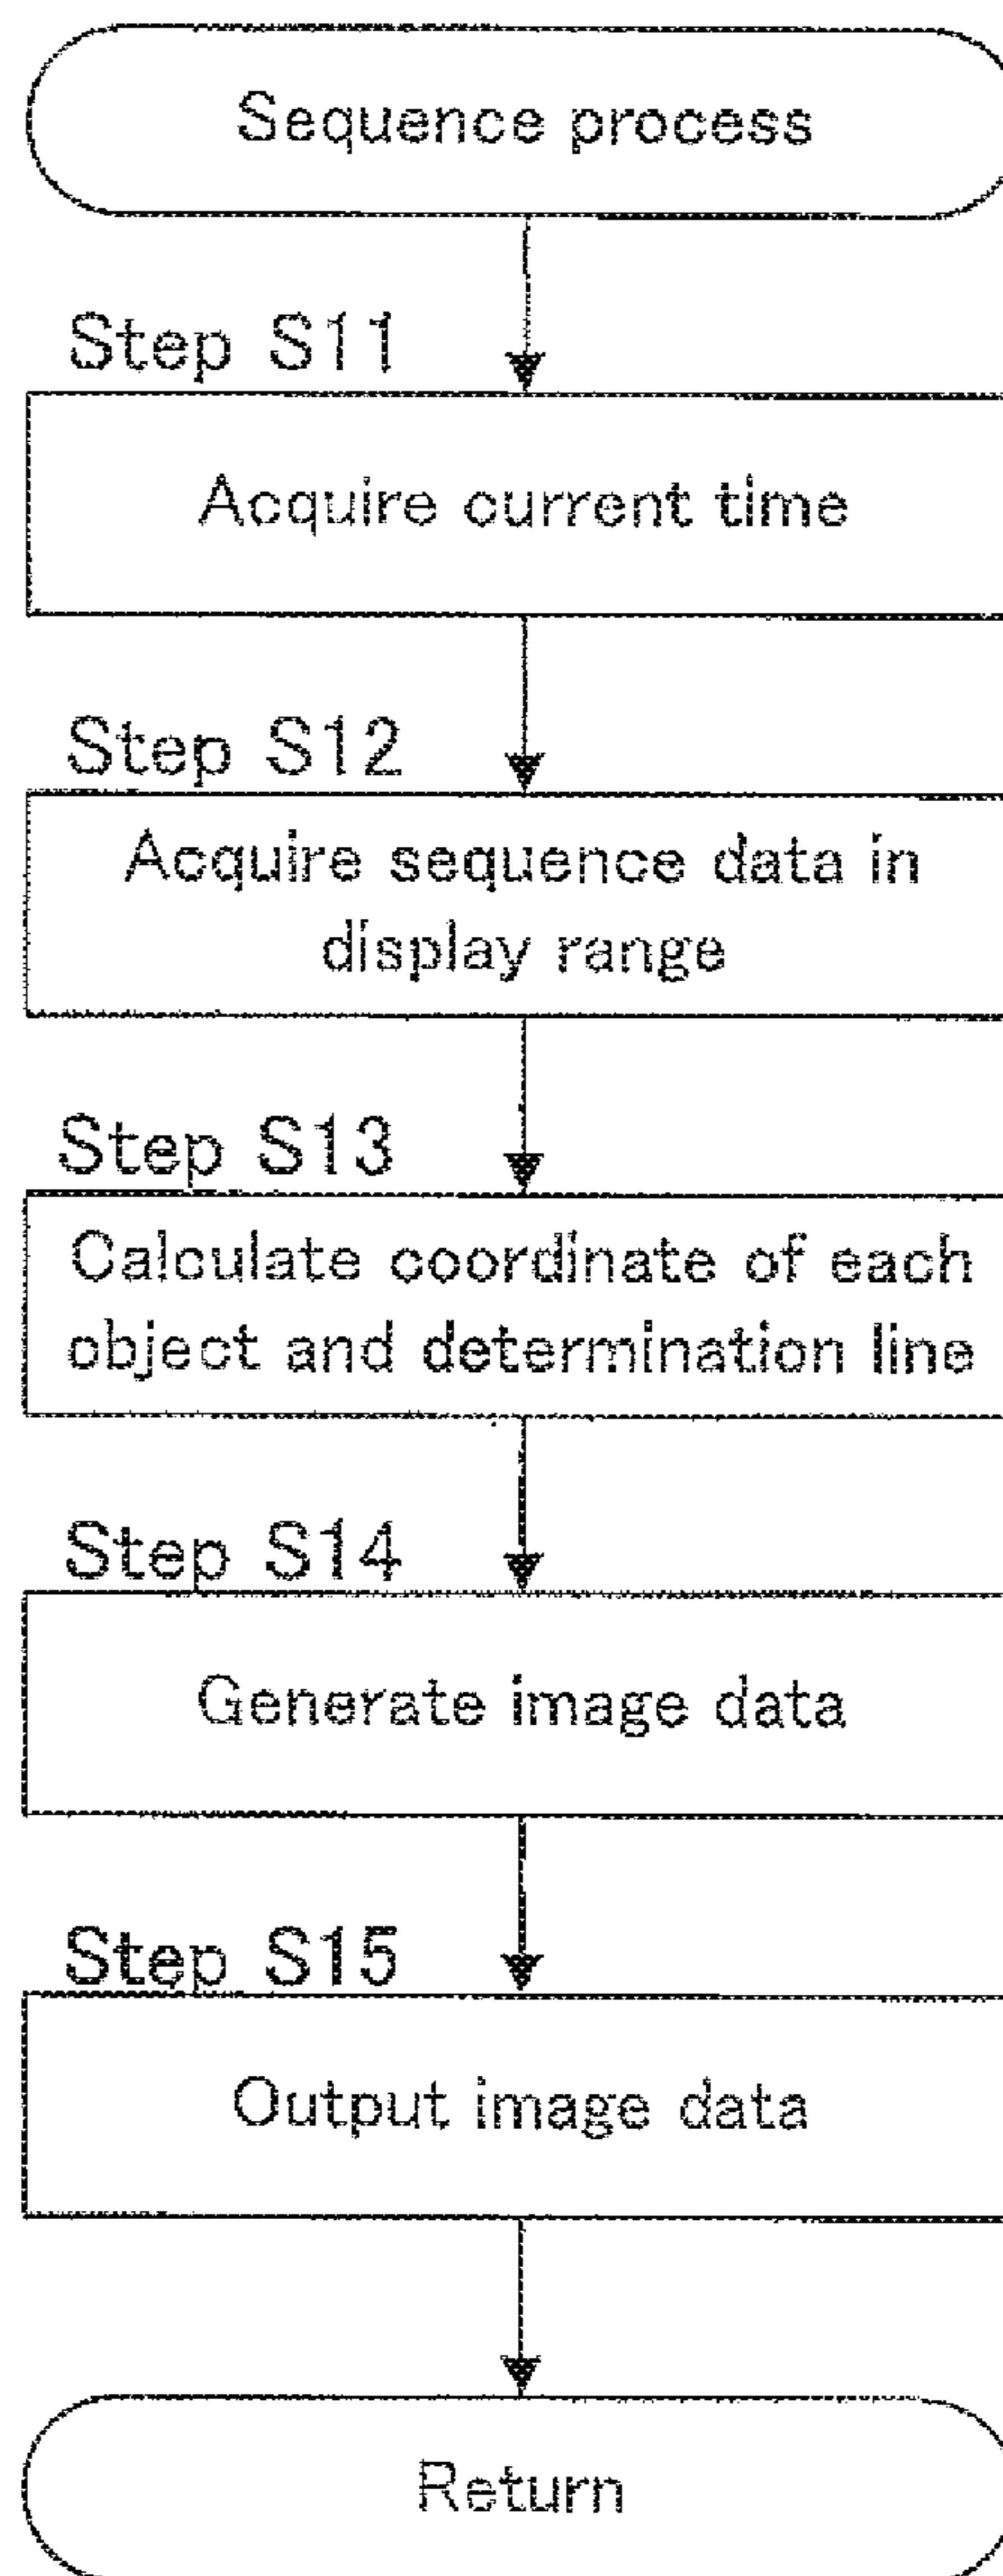 Sequence process
Step S11
Acquire current time
Step S12
Acquire sequence data in
display range
Step S13
Calculate coordinate of each
object and determination line
Step S14
Generate image data
Step S15
Output image data
Return